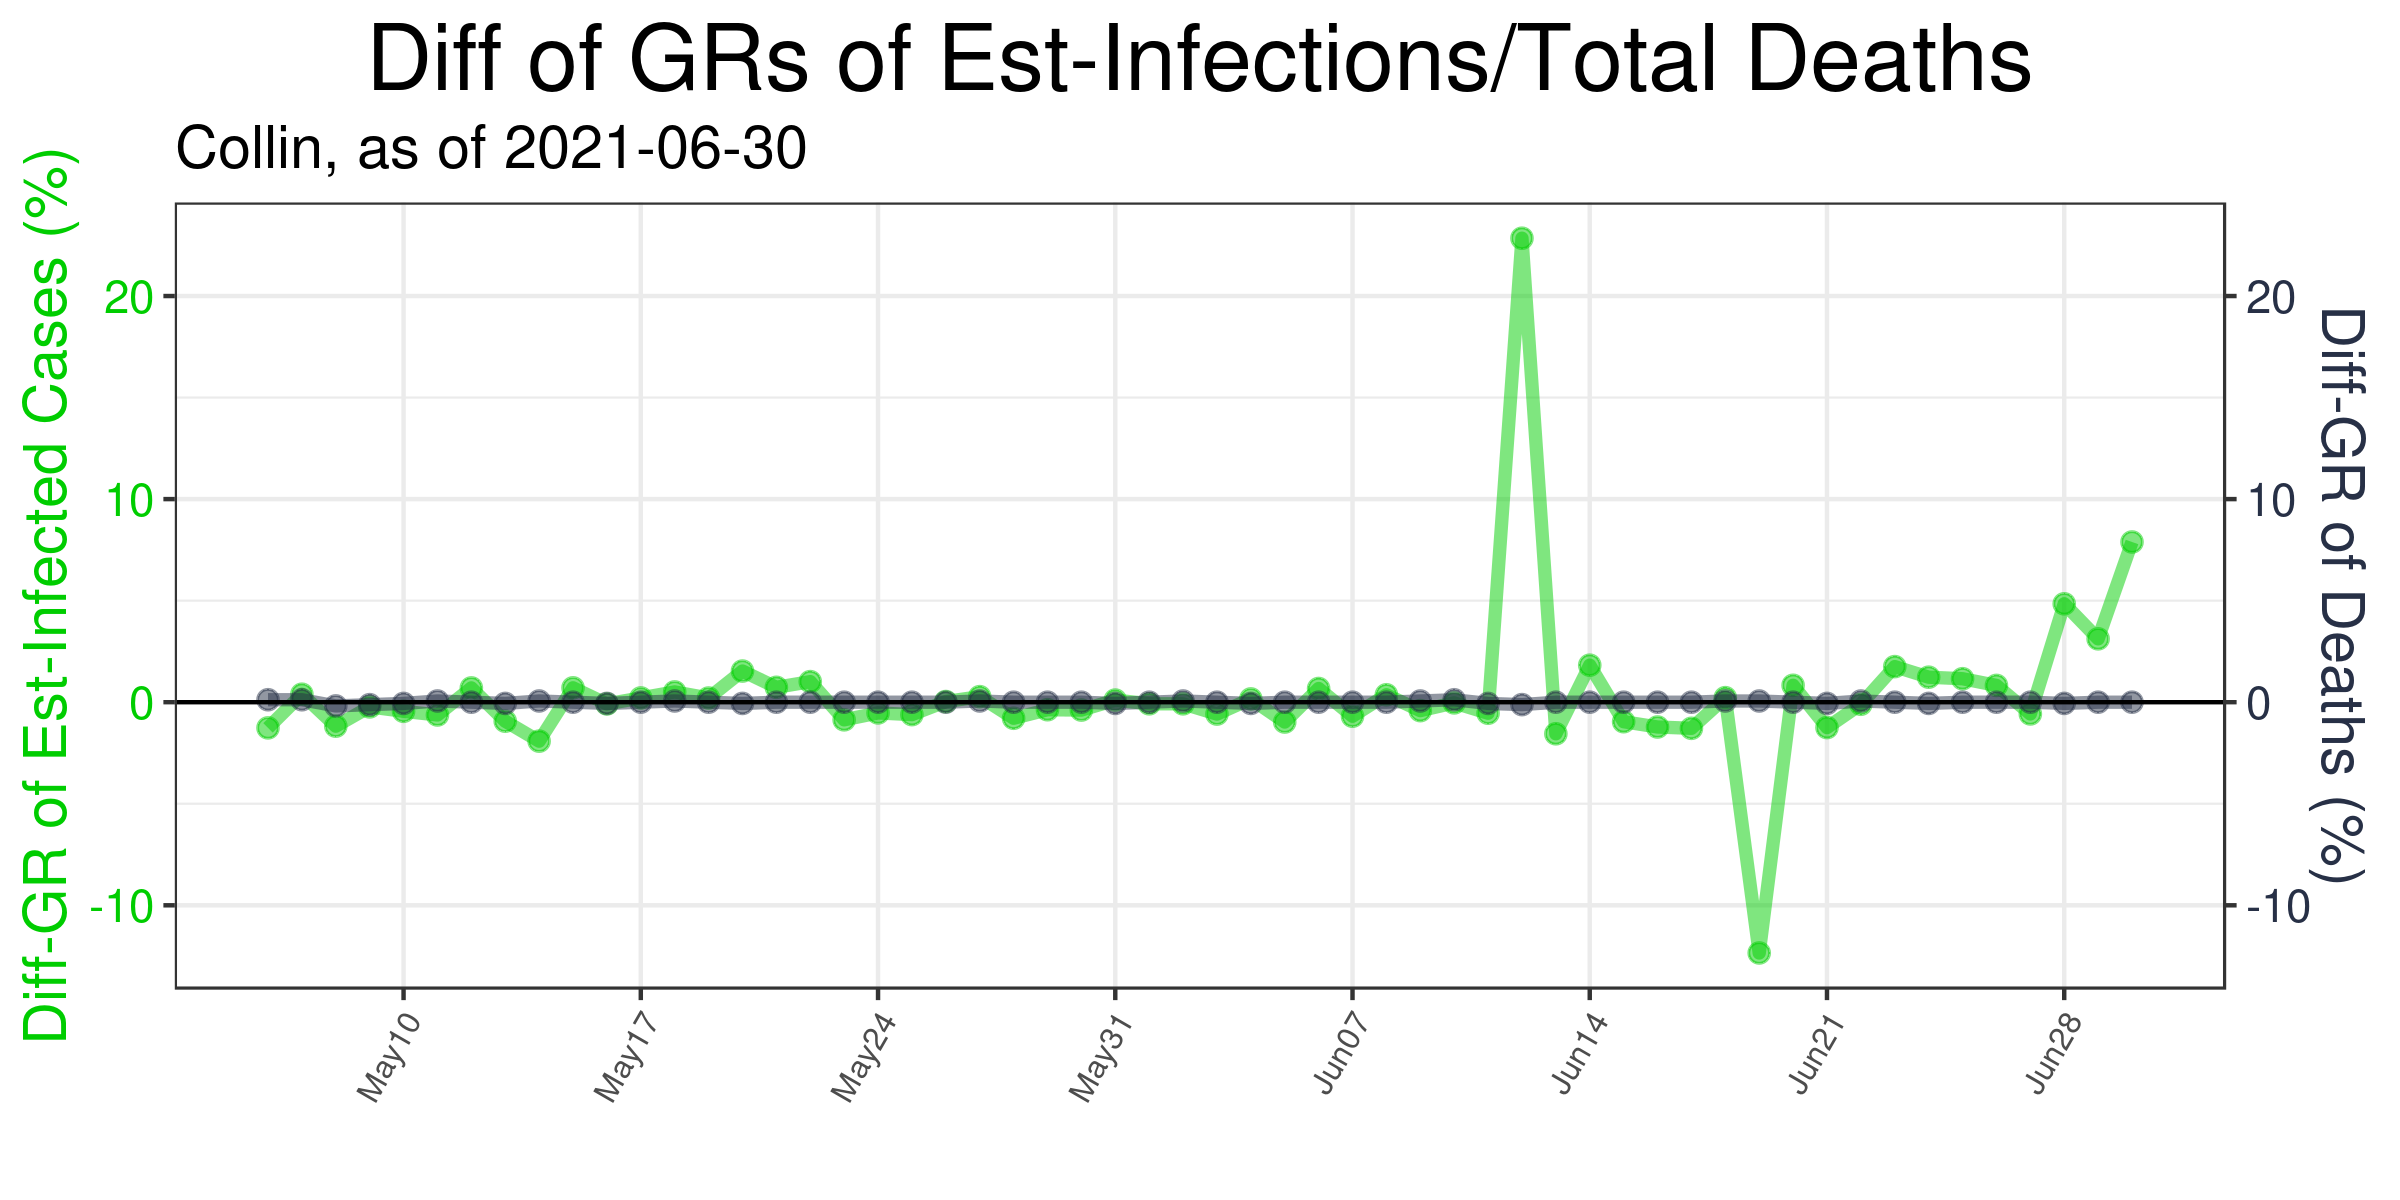 Diff of GRs of Est-Infections/Total Deaths
Collin, as of 2021-06-30
Diff-GR of Est-Infected Cases (%)
20
10
0
-10
20
10
0
-10
Diff-GR of Deaths (%)
May10
May17
May24
May31
Jun07
Jun14
Jun21
Jun28